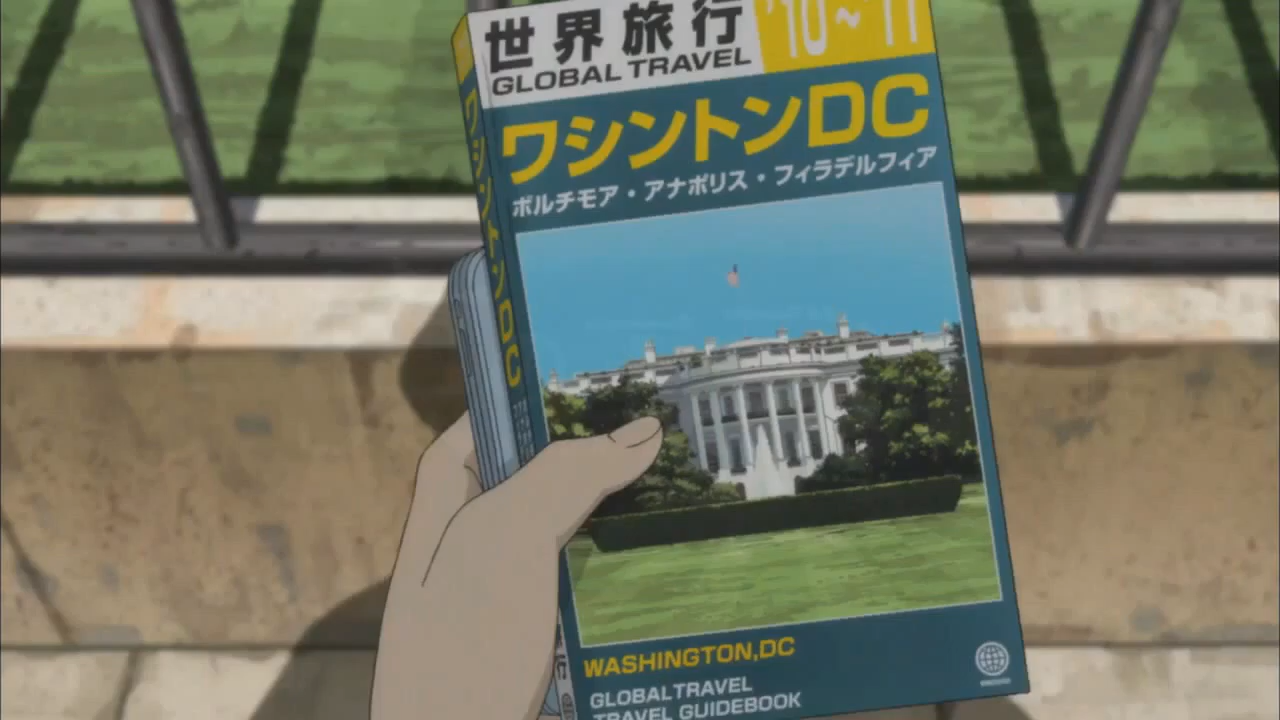 世界旅行
'10~'11
GLOBAL TRAVEL
ワシントンDC
ボルチモア・アナポリス・フィラデルフィア
ワシントンDC
WASHINGTON,DC
GLOBALTRAVEL
TRAVEL GUIDEBOOK
行